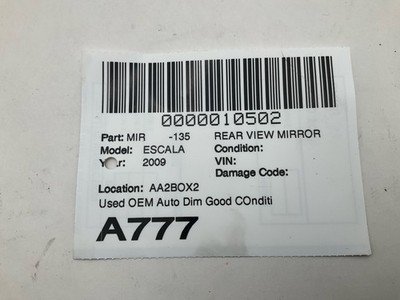 0000010502
Part: MIR -135 REAR VIEW MIRROR
Model: ESCALA Condition:
Year: 2009 VIN:
Damage Code:
Location: AA2BOX2
Used OEM Auto Dim Good COnditi
A777